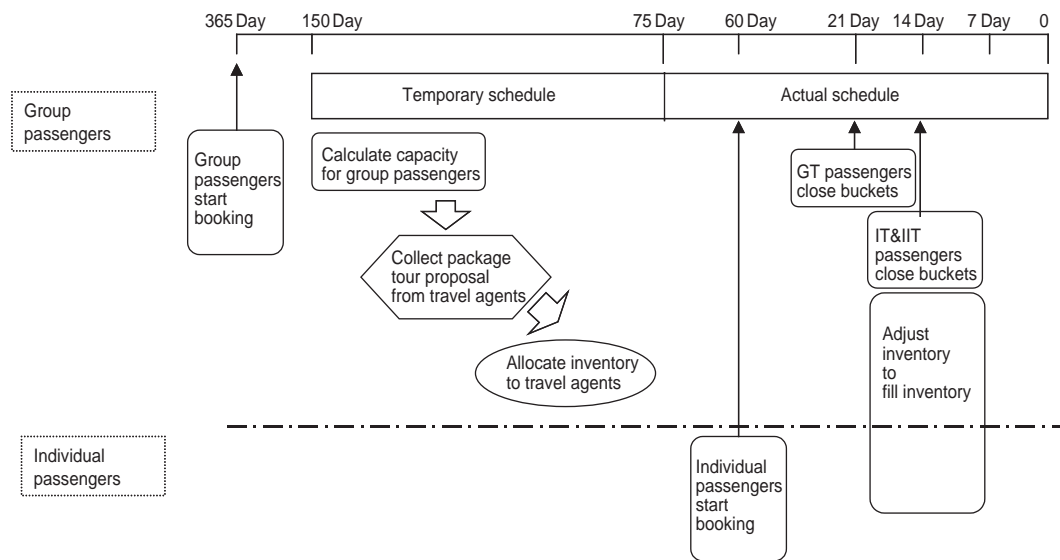 365 Day 150 Day 75 Day 60 Day 21 Day 14 Day 7 Day 0
Temporary schedule
Actual schedule
Group
passengers
Group
passengers
start
booking
Calculate capacity
for group passengers
Collect package
tour proposal
from travel agents
Allocate inventory
to travel agents
GT passengers
close buckets
IT&IIT
passengers
close buckets
Adjust
inventory
to
fill inventory
Individual
passengers
Individual
passengers
start
booking